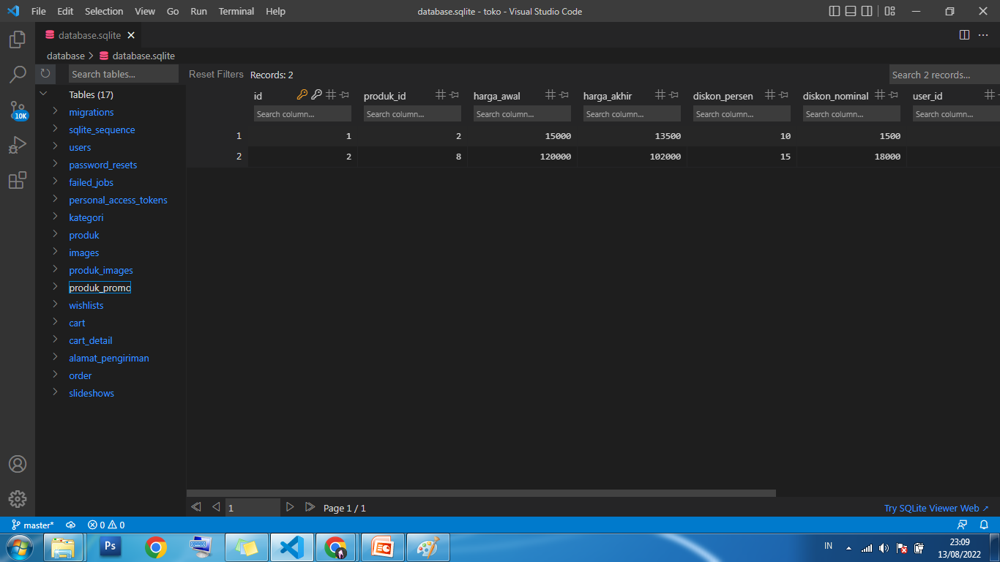 File Edit Selection View Go Run Terminal Help database.sqlite - toko - Visual Studio Code
database.sqlite
database > database.sqlite
Search tables... Reset Filters Records: 2 Search 2 records...
Tables (17)
migrations
sqlite_sequence
users
password_resets
failed_jobs
personal_access_tokens
kategori
produk
images
produk_images
produk_promo
wishlists
cart
cart_detail
alamat_pengiriman
order
slideshows
10K
id produk_id harga_awal harga_akhir diskon_persen diskon_nominal user_id
Search column... Search column... Search column... Search column... Search column... Search column... Search column...
1 1 2 15000 13500 10 1500
2 2 8 120000 102000 15 18000
1 Page 1 / 1 Try SQLite Viewer Web ↗
master* 0 0
Ps IN 23:09
13/08/2022